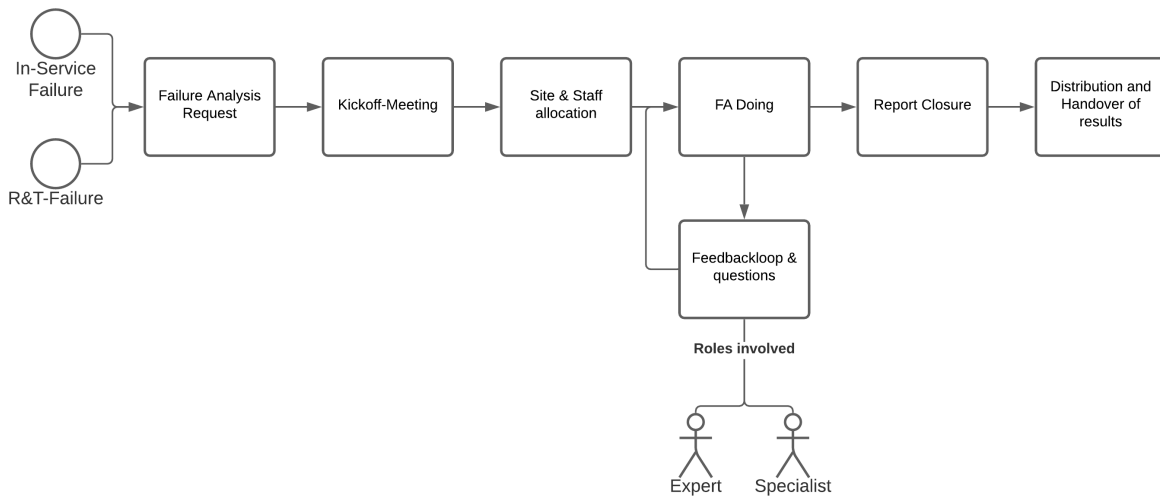 In-Service
Failure
R&T-Failure
Failure Analysis
Request
Kickoff-Meeting
Site & Staff
allocation
FA Doing
Report Closure
Distribution and
Handover of
results
Feedbackloop &
questions
Roles involved
Expert
Specialist